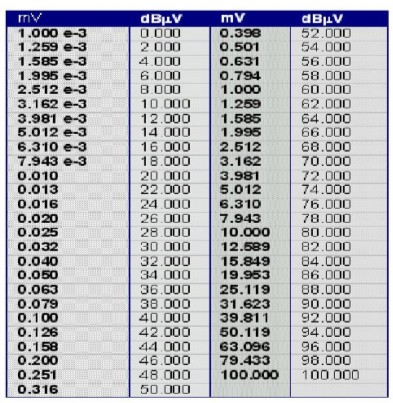 mV dBµV mV dBµV
1.000 e-3 0.000 0.398 52.000
1.259 e-3 2.000 0.501 54.000
1.585 e-3 4.000 0.631 56.000
1.995 e-3 6.000 0.794 58.000
2.512 e-3 8.000 1.000 60.000
3.162 e-3 10.000 1.259 62.000
3.981 e-3 12.000 1.585 64.000
5.012 e-3 14.000 1.995 66.000
6.310 e-3 16.000 2.512 68.000
7.943 e-3 18.000 3.162 70.000
0.010 20.000 3.981 72.000
0.013 22.000 5.012 74.000
0.016 24.000 6.310 76.000
0.020 26.000 7.943 78.000
0.025 28.000 10.000 80.000
0.032 30.000 12.589 82.000
0.040 32.000 15.849 84.000
0.050 34.000 19.953 86.000
0.063 36.000 25.119 88.000
0.079 38.000 31.623 90.000
0.100 40.000 39.811 92.000
0.126 42.000 50.119 94.000
0.158 44.000 63.096 96.000
0.200 46.000 79.433 98.000
0.251 48.000 100.000 100.000
0.316 50.000